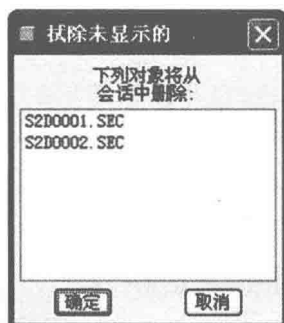 拭除未显示的
下列对象将从
会话中删除:
S2D0001.SEC
S2D0002.SEC
确定
取消